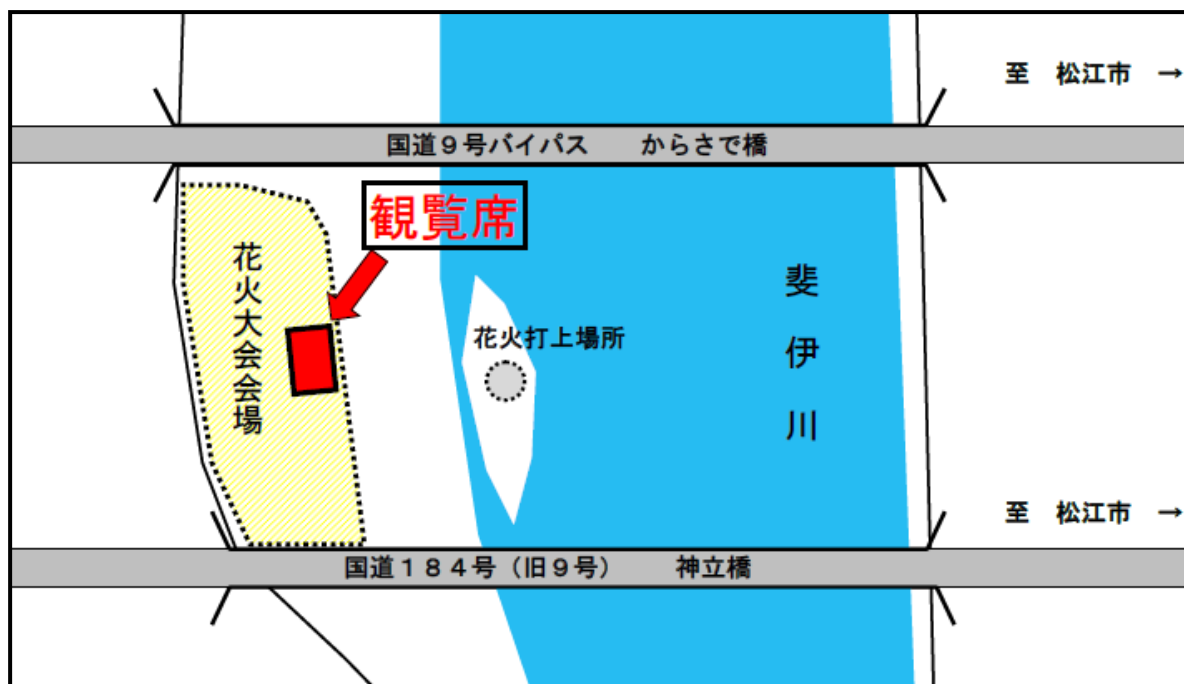 至　松江市　→
国道９号バイパス　　からさで橋
観覧席
花火大会会場
花火打上場所
斐伊川
至　松江市　→
国道１８４号（旧９号）　　神立橋